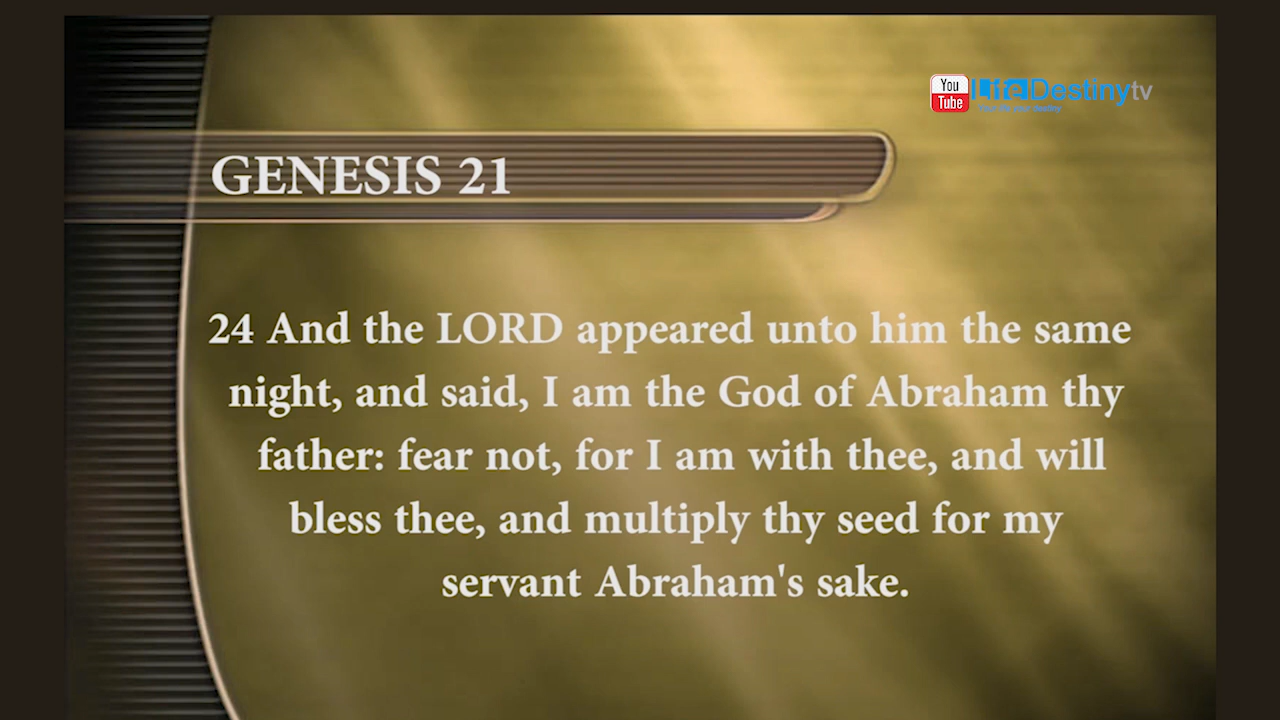 You
Tube
LifeDestinytv
GENESIS 21
24 And the LORD appeared unto him the same
night, and said, I am the God of Abraham thy
father: fear not, for I am with thee, and will
bless thee, and multiply thy seed for my
servant Abraham's sake.